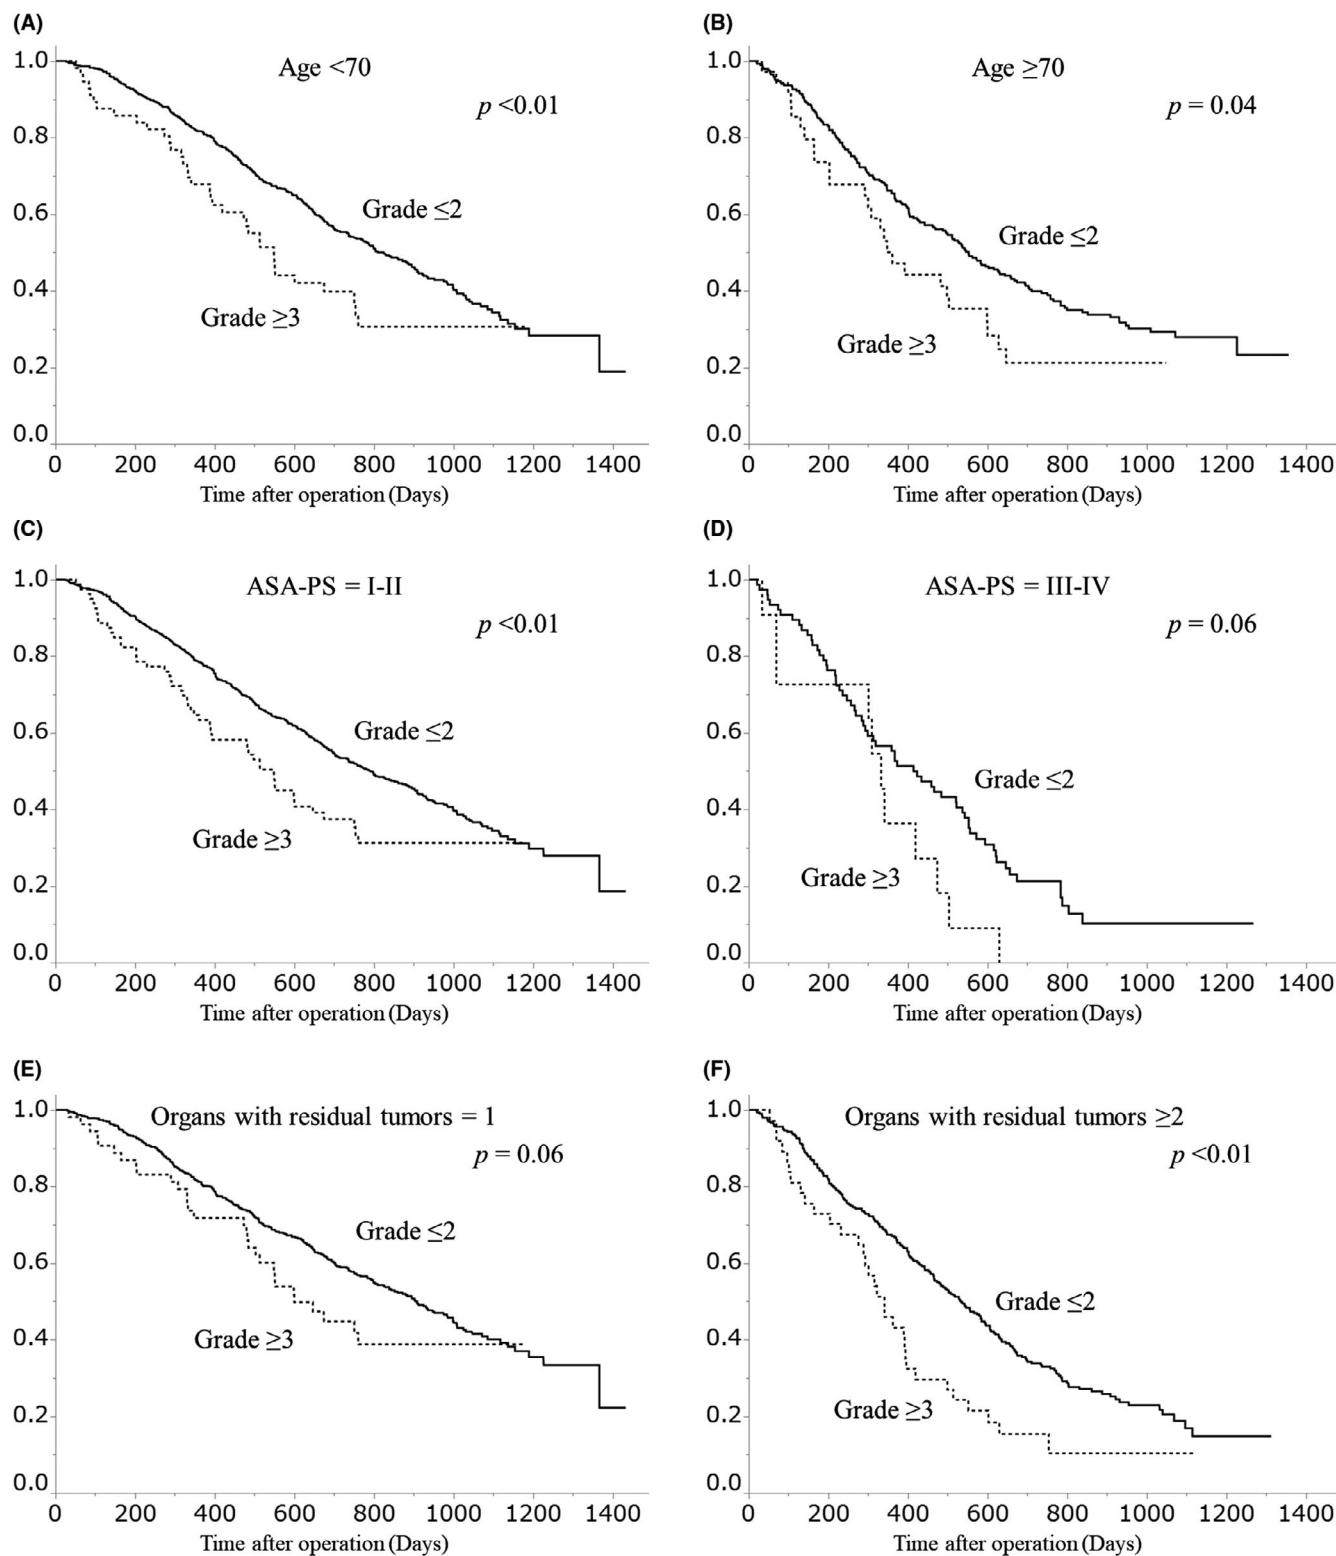 (A)
Age <70
p <0.01
1.0
0.8
0.6
0.4
0.2
0.0
Grade ≤2
Grade ≥3
0 200 400 600 800 1000 1200 1400
Time after operation (Days)
(B)
Age ≥70
p = 0.04
1.0
0.8
0.6
0.4
0.2
0.0
Grade ≤2
Grade ≥3
0 200 400 600 800 1000 1200 1400
Time after operation (Days)
(C)
ASA-PS = I-II
p <0.01
1.0
0.8
0.6
0.4
0.2
0.0
Grade ≤2
Grade ≥3
0 200 400 600 800 1000 1200 1400
Time after operation (Days)
(D)
ASA-PS = III-IV
p = 0.06
1.0
0.8
0.6
0.4
0.2
0.0
Grade ≤2
Grade ≥3
0 200 400 600 800 1000 1200 1400
Time after operation (Days)
(E)
Organs with residual tumors = 1
p = 0.06
1.0
0.8
0.6
0.4
0.2
0.0
Grade ≤2
Grade ≥3
0 200 400 600 800 1000 1200 1400
Time after operation (Days)
(F)
Organs with residual tumors ≥2
p <0.01
1.0
0.8
0.6
0.4
0.2
0.0
Grade ≤2
Grade ≥3
0 200 400 600 800 1000 1200 1400
Time after operation (Days)